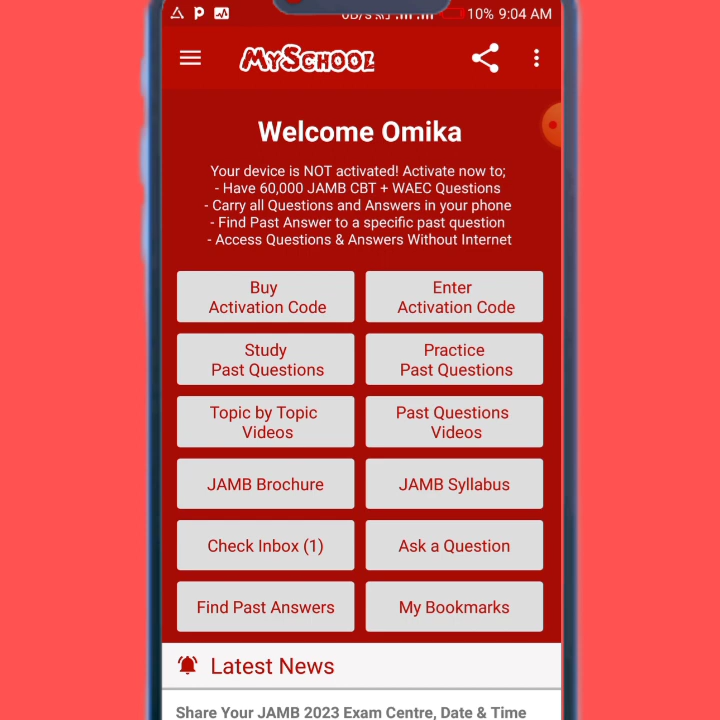 10% 9:04 AM
MYSCHOOL
Welcome Omika
Your device is NOT activated! Activate now to;
- Have 60,000 JAMB CBT + WAEC Questions
- Carry all Questions and Answers in your phone
- Find Past Answer to a specific past question
- Access Questions & Answers Without Internet
Buy
Activation Code
Enter
Activation Code
Study
Past Questions
Practice
Past Questions
Topic by Topic
Videos
Past Questions
Videos
JAMB Brochure
JAMB Syllabus
Check Inbox (1)
Ask a Question
Find Past Answers
My Bookmarks
Latest News
Share Your JAMB 2023 Exam Centre, Date & Time